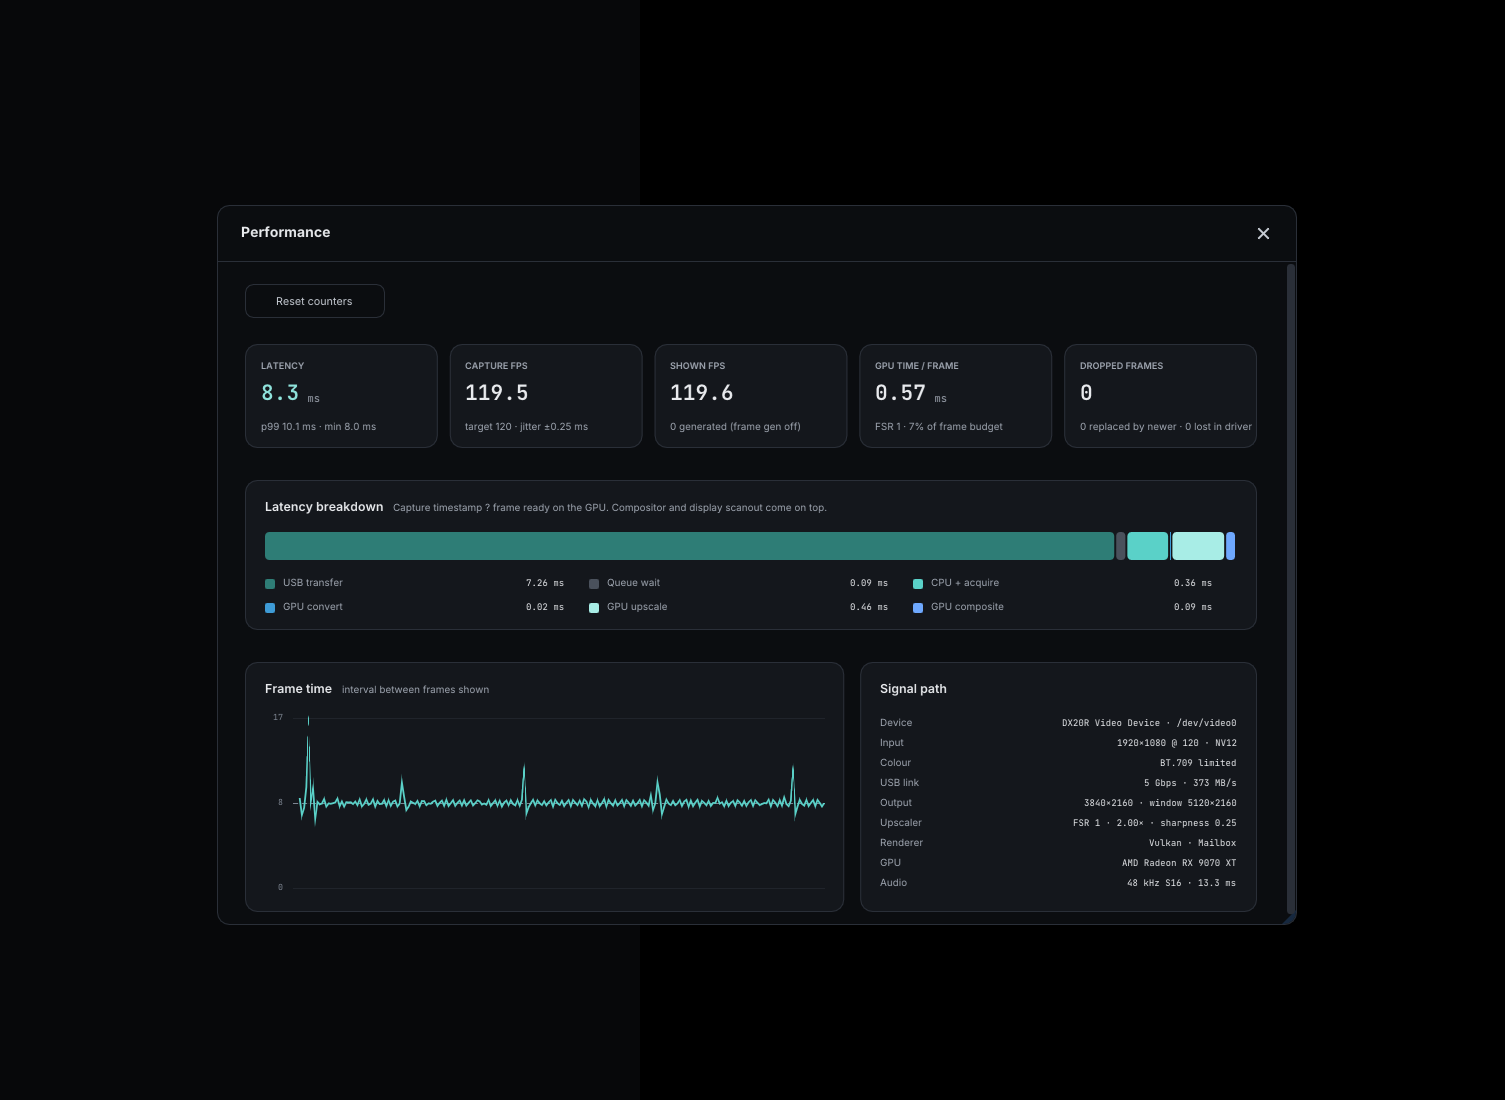 Performance
Reset counters
LATENCY
8.3 ms
p99 10.1 ms · min 8.0 ms
CAPTURE FPS
119.5
target 120 · jitter ±0.25 ms
SHOWN FPS
119.6
0 generated (frame gen off)
GPU TIME / FRAME
0.57 ms
FSR 1 · 7% of frame budget
DROPPED FRAMES
0
0 replaced by newer · 0 lost in driver
Latency breakdown Capture timestamp ? frame ready on the GPU. Compositor and display scanout come on top.
USB transfer 7.26 ms
Queue wait 0.09 ms
CPU + acquire 0.36 ms
GPU convert 0.02 ms
GPU upscale 0.46 ms
GPU composite 0.09 ms
Frame time interval between frames shown
17
8
0
Signal path
Device DX20R Video Device · /dev/video0
Input 1920×1080 @ 120 · NV12
Colour BT.709 limited
USB link 5 Gbps · 373 MB/s
Output 3840×2160 · window 5120×2160
Upscaler FSR 1 · 2.00× · sharpness 0.25
Renderer Vulkan · Mailbox
GPU AMD Radeon RX 9070 XT
Audio 48 kHz S16 · 13.3 ms